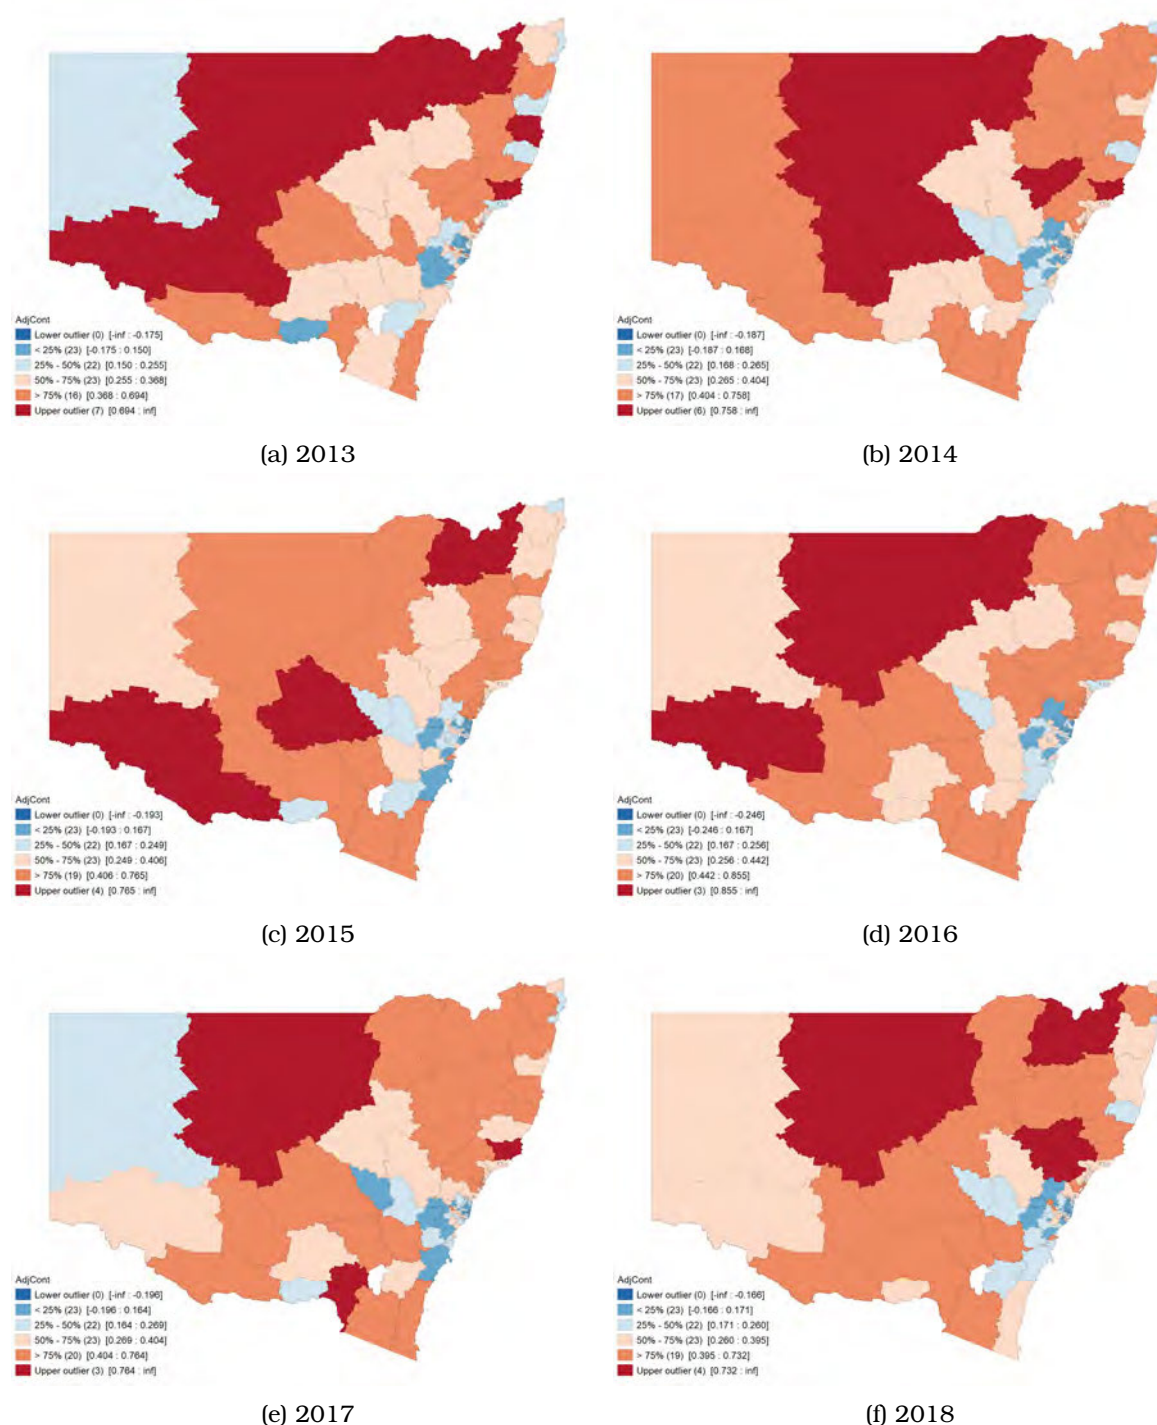 AdjCont
Lower outlier (0) [-inf : -0.175]
< 25% (23) [-0.175 : 0.150]
25% - 50% (22) [0.150 : 0.255]
50% - 75% (23) [0.255 : 0.368]
> 75% (16) [0.368 : 0.694]
Upper outlier (7) [0.694 : inf]
(a) 2013
AdjCont
Lower outlier (0) [-inf : -0.187]
< 25% (23) [-0.187 : 0.168]
25% - 50% (22) [0.168 : 0.265]
50% - 75% (23) [0.265 : 0.404]
> 75% (17) [0.404 : 0.758]
Upper outlier (6) [0.758 : inf]
(b) 2014
AdjCont
Lower outlier (0) [-inf : -0.193]
< 25% (23) [-0.193 : 0.167]
25% - 50% (22) [0.167 : 0.249]
50% - 75% (23) [0.249 : 0.406]
> 75% (19) [0.406 : 0.765]
Upper outlier (4) [0.765 : inf]
(c) 2015
AdjCont
Lower outlier (0) [-inf : -0.246]
< 25% (23) [-0.246 : 0.167]
25% - 50% (22) [0.167 : 0.256]
50% - 75% (23) [0.256 : 0.442]
> 75% (20) [0.442 : 0.855]
Upper outlier (3) [0.855 : inf]
(d) 2016
AdjCont
Lower outlier (0) [-inf : -0.196]
< 25% (23) [-0.196 : 0.164]
25% - 50% (22) [0.164 : 0.269]
50% - 75% (23) [0.269 : 0.404]
> 75% (20) [0.404 : 0.764]
Upper outlier (3) [0.764 : inf]
(e) 2017
AdjCont
Lower outlier (0) [-inf : -0.166]
< 25% (23) [-0.166 : 0.171]
25% - 50% (22) [0.171 : 0.260]
50% - 75% (23) [0.260 : 0.395]
> 75% (19) [0.395 : 0.732]
Upper outlier (4) [0.732 : inf]
(f) 2018